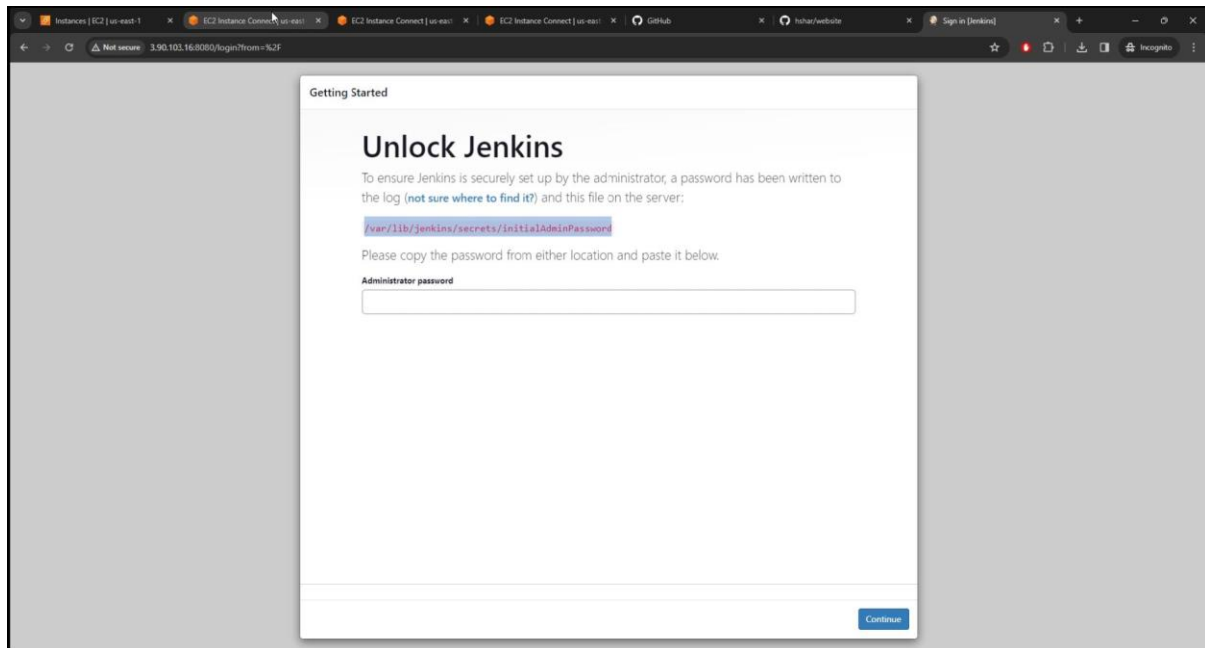 Instances | EC2 | us-east-1
EC2 Instance Connect | us-east
EC2 Instance Connect | us-east
EC2 Instance Connect | us-east
GitHub
hshar/website
Sign in [Jenkins]
Not secure 3.90.103.16:8080/login?from=%2F
Incognito
Getting Started
Unlock Jenkins
To ensure Jenkins is securely set up by the administrator, a password has been written to
the log (not sure where to find it?) and this file on the server:
/var/lib/jenkins/secrets/initialAdminPassword
Please copy the password from either location and paste it below.
Administrator password
Continue